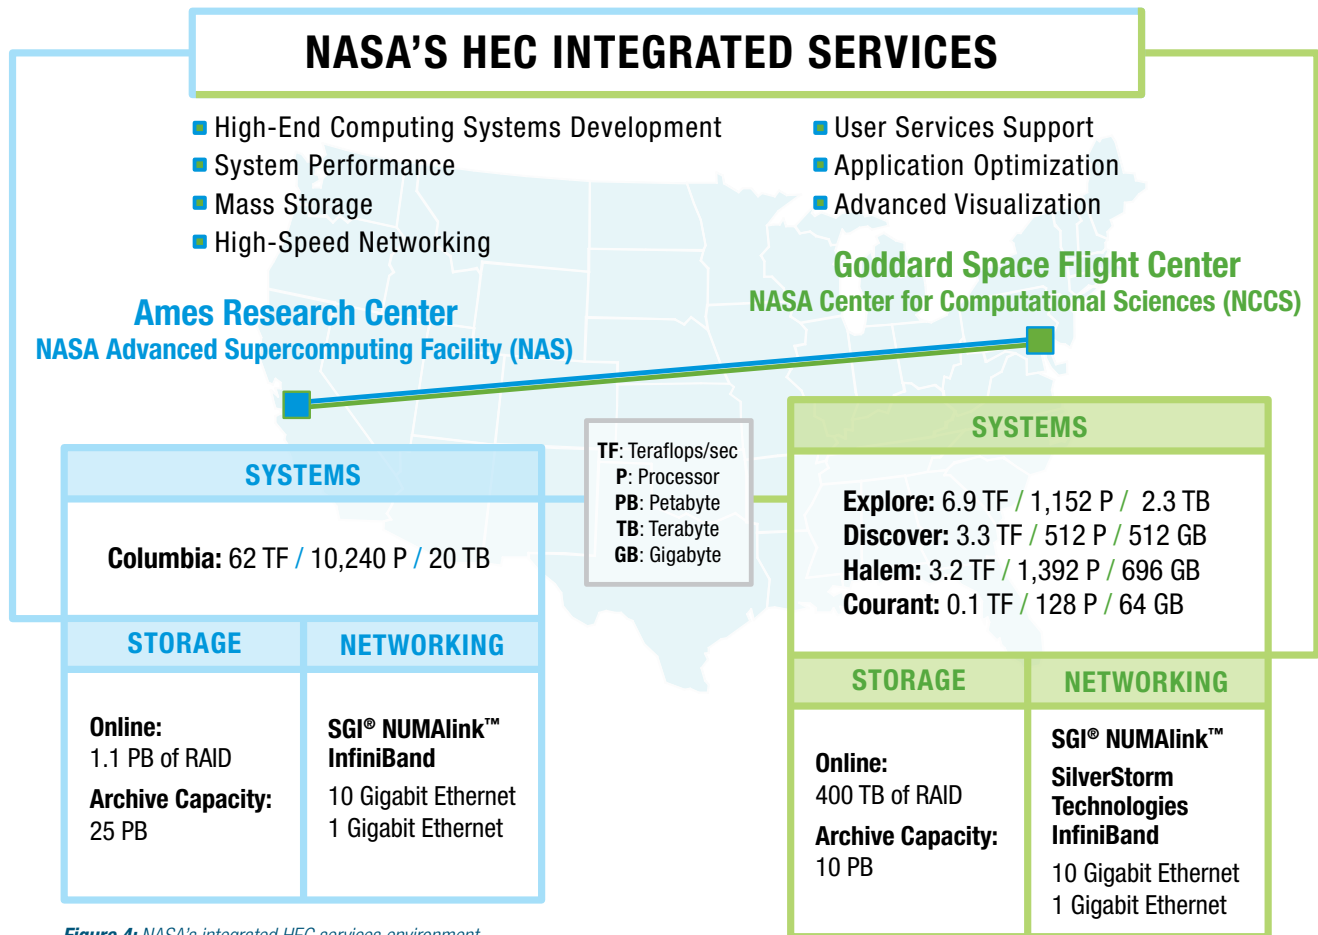 NASA’S HEC INTEGRATED SERVICES
High-End Computing Systems Development
System Performance
Mass Storage
High-Speed Networking
User Services Support
Application Optimization
Advanced Visualization
Goddard Space Flight Center
NASA Center for Computational Sciences (NCCS)
Ames Research Center
NASA Advanced Supercomputing Facility (NAS)
SYSTEMS
Columbia: 62 TF / 10,240 P / 20 TB
STORAGE
Online:
1.1 PB of RAID
Archive Capacity:
25 PB
NETWORKING
SGI® NUMAlink™
InfiniBand
10 Gigabit Ethernet
1 Gigabit Ethernet
TF: Teraflops/sec
P: Processor
PB: Petabyte
TB: Terabyte
GB: Gigabyte
SYSTEMS
Explore: 6.9 TF / 1,152 P / 2.3 TB
Discover: 3.3 TF / 512 P / 512 GB
Halem: 3.2 TF / 1,392 P / 696 GB
Courant: 0.1 TF / 128 P / 64 GB
STORAGE
Online:
400 TB of RAID
Archive Capacity:
10 PB
NETWORKING
SGI® NUMAlink™
SilverStorm
Technologies
InfiniBand
10 Gigabit Ethernet
1 Gigabit Ethernet
Figure 4: NASA’s integrated HEC services environment